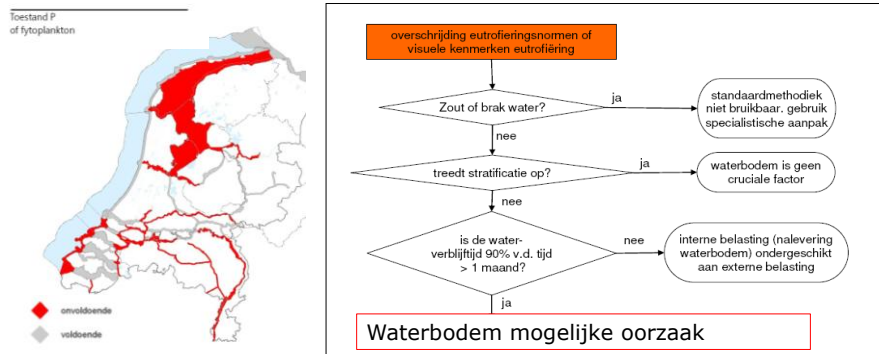 Toestand P
of fytoplankton
onvoldoende
voldoende
overschrijding eutrofieringsnormen of
visuele kenmerken eutrofiëring
Zout of brak water?
ja
standaardmethodiek
niet bruikbaar. gebruik
specialistische aanpak
nee
treedt stratificatie op?
ja
waterbodem is geen
cruciale factor
nee
is de water-
verblijftijd 90% v.d. tijd
> 1 maand?
nee
interne belasting (nalevering
waterbodem) ondergeschikt
aan externe belasting
ja
Waterbodem mogelijke oorzaak